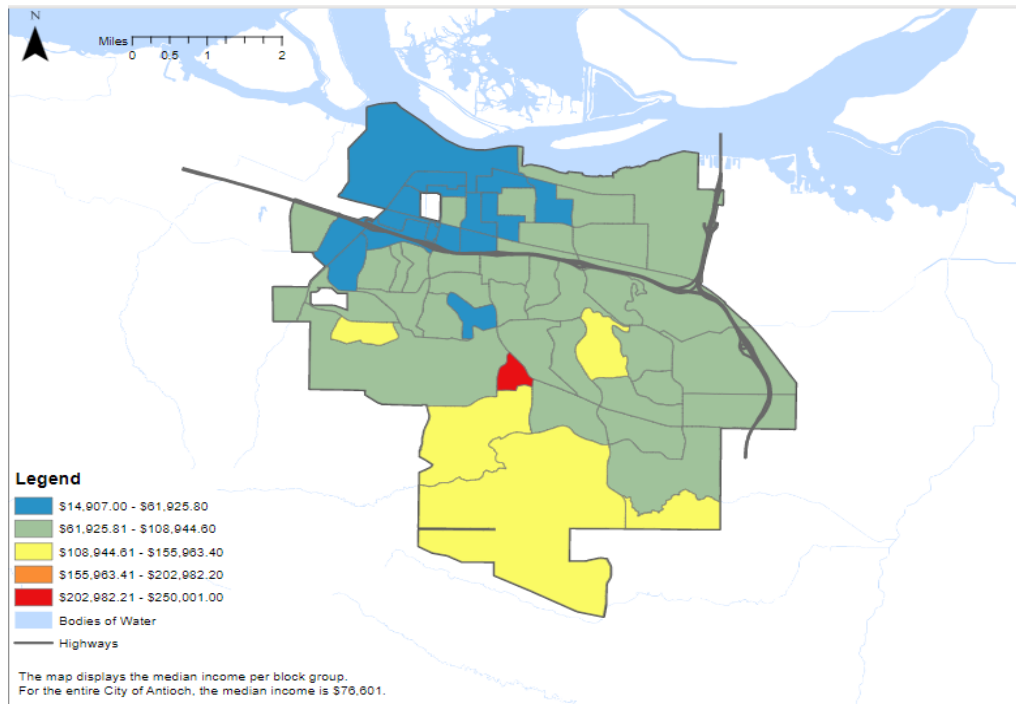 N
Miles
0 0.5 1 2
Legend
$14,907.00 - $61,925.80
$61,925.81 - $108,944.60
$108,944.61 - $155,963.40
$155,963.41 - $202,982.20
$202,982.21 - $250,001.00
Bodies of Water
Highways
The map displays the median income per block group.
For the entire City of Antioch, the median income is $76,601.